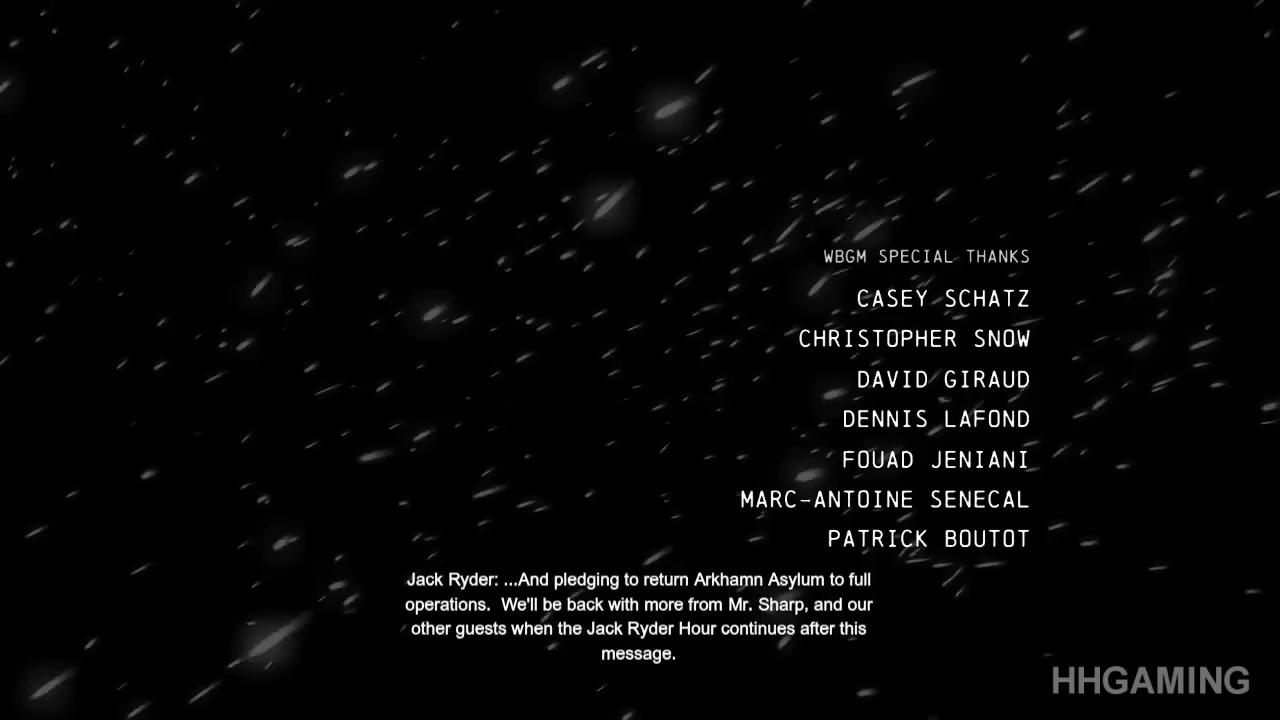 WBGM SPECIAL THANKS
CASEY SCHATZ
CHRISTOPHER SNOW
DAVID GIRAUD
DENNIS LAFOND
FOUAD JENIANI
MARC-ANTOINE SENECAL
PATRICK BOUTOT
Jack Ryder: ...And pledging to return Arkhamn Asylum to full
operations.  We'll be back with more from Mr. Sharp, and our
other guests when the Jack Ryder Hour continues after this
message.
HHGAMING